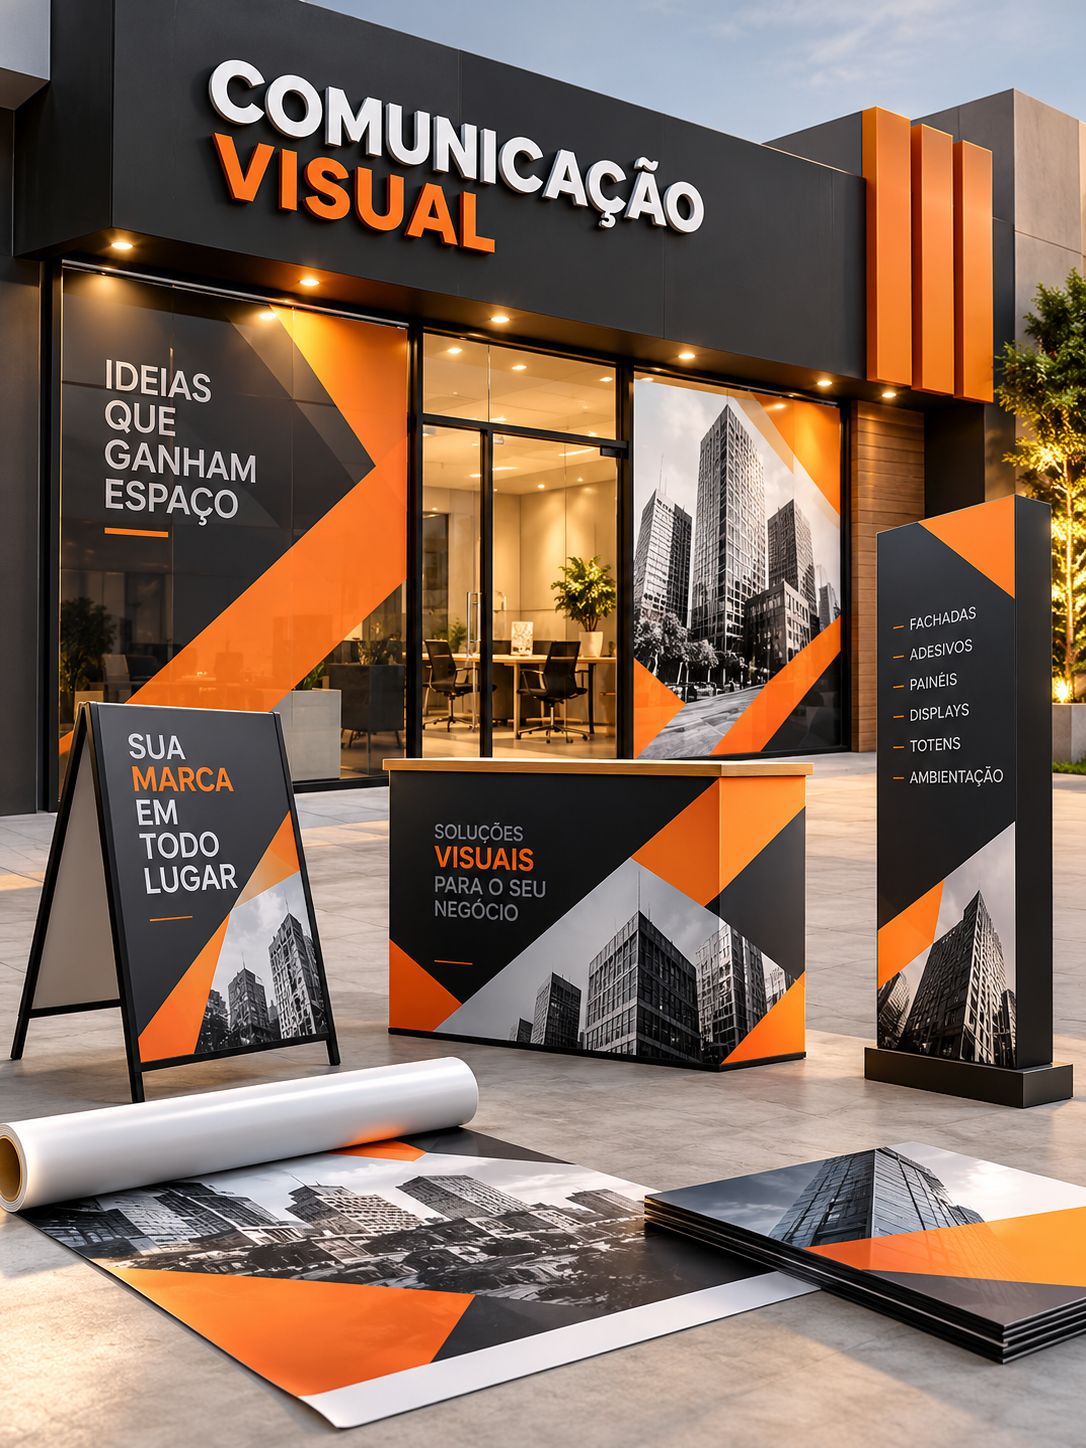 COMUNICAÇÃO
VISUAL
IDEIAS
QUE
GANHAM
ESPAÇO
SUA
MARCA
EM
TODO
LUGAR
SOLUÇÕES
VISUAIS
PARA O SEU
NEGÓCIO
— FACHADAS
— ADESIVOS
— PAINÉIS
— DISPLAYS
— TOTENS
— AMBIENTAÇÃO